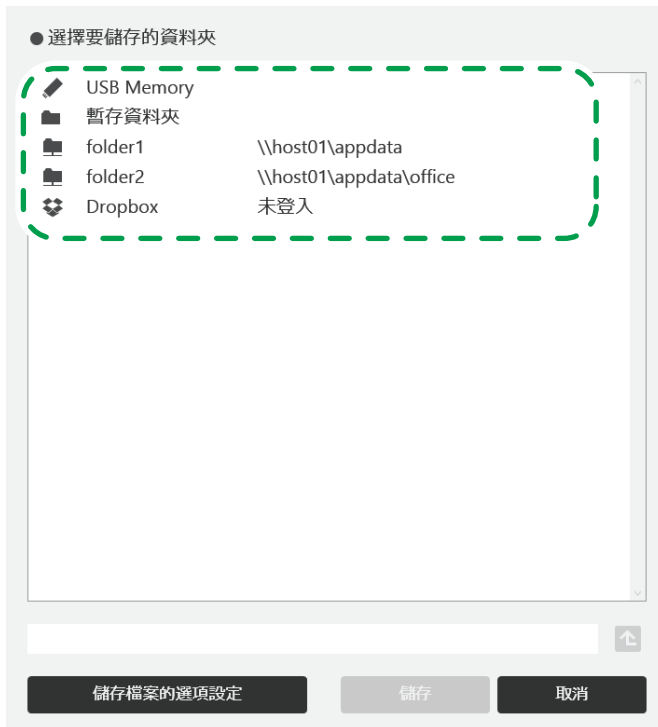 ●選擇要儲存的資料夾
USB Memory
暫存資料夾
folder1 \\host01\appdata
folder2 \\host01\appdata\office
Dropbox 未登入
儲存檔案的選項設定 儲存 取消